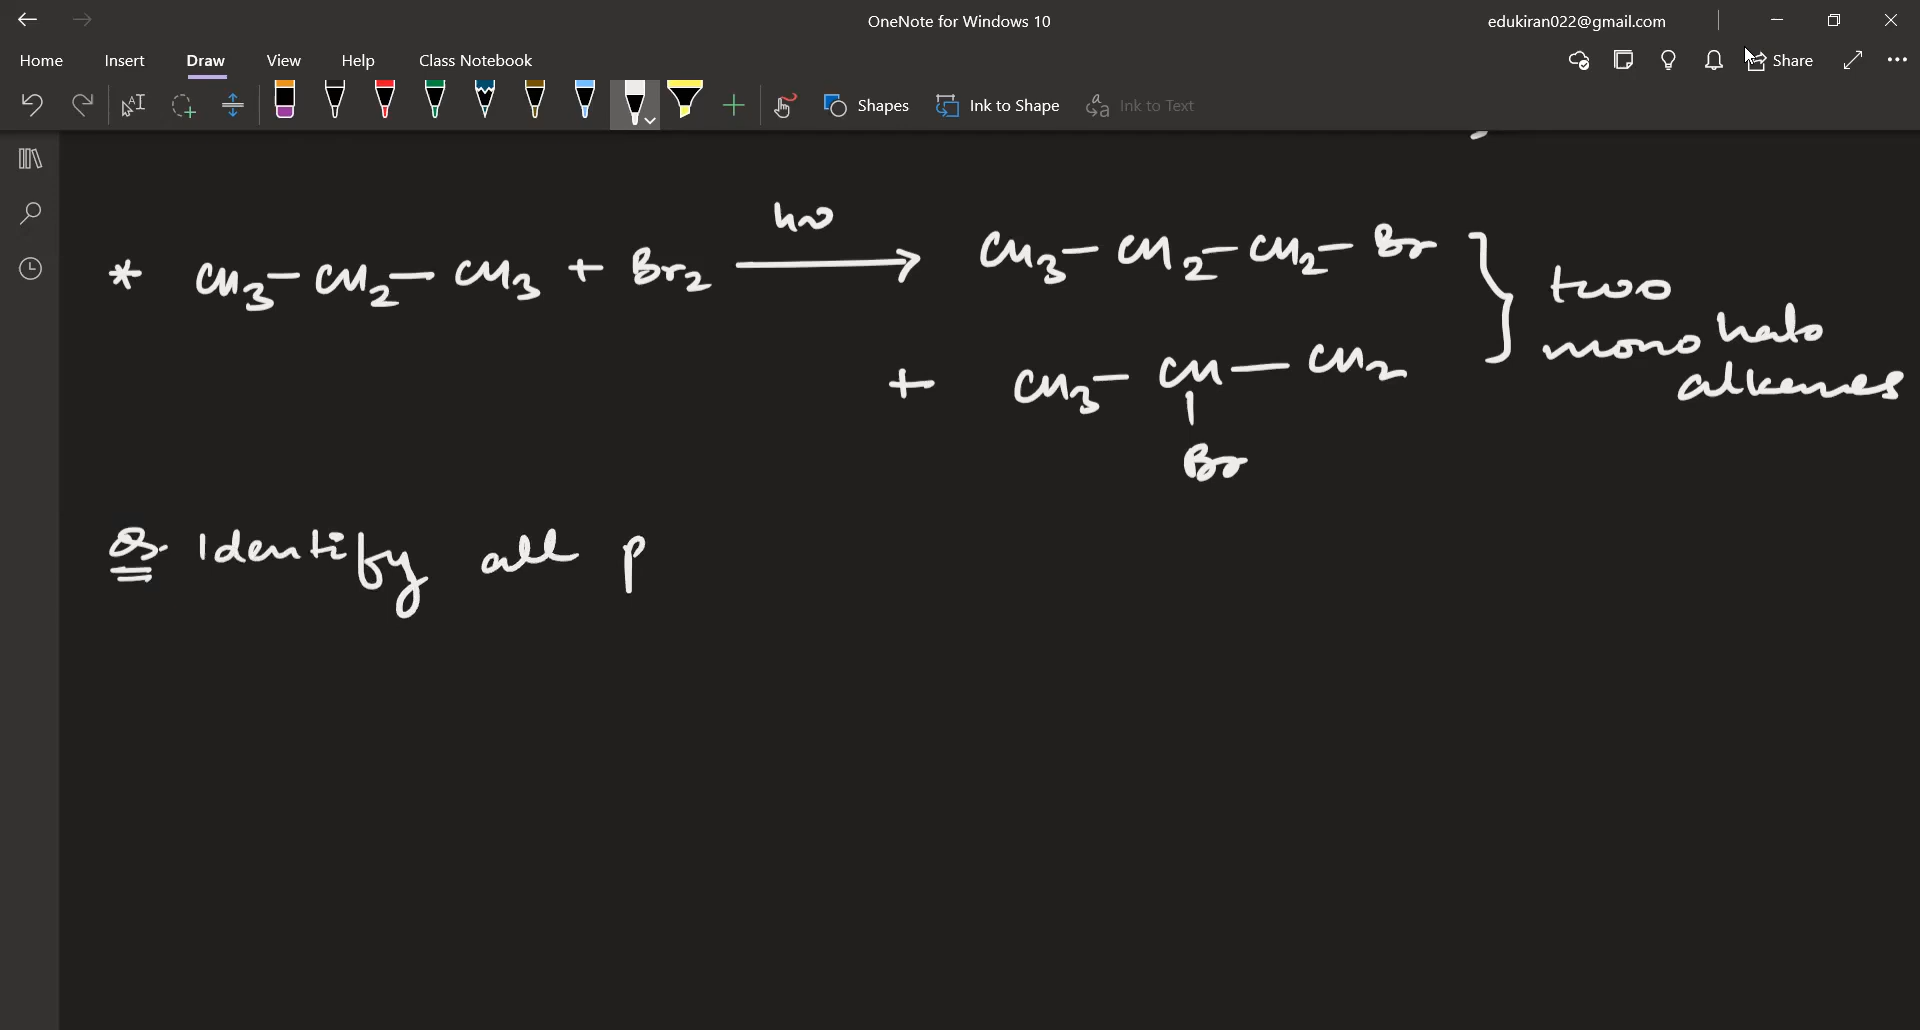 OneNote for Windows 10
edukiran022@gmail.com
Home Insert Draw View Help Class Notebook
Share
Shapes Ink to Shape Ink to Text
hν
* CH3-CH2-CH3 + Br2 → CH3-CH2-CH2-Br
two
mono halo
alkenes
+ CH3-CH-CH2
|
Br
Q. Identify all p